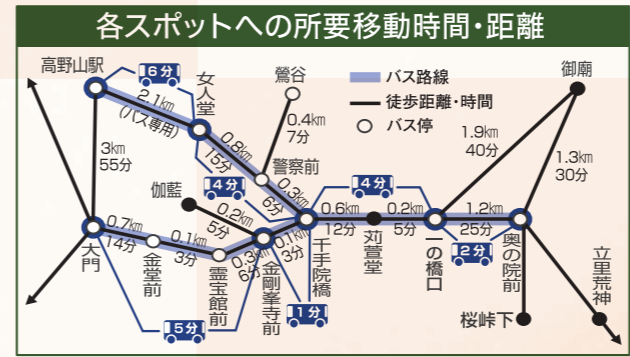 各スポットへの所要移動時間・距離
高野山駅
6分
女人堂
鶯谷
バス路線
徒歩距離・時間
バス停
御廟
2.1km
(バス専用)
0.4km
7分
1.9km
40分
0.8km
15分
警察前
3km
55分
1.3km
30分
4分
0.3km
6分
4分
伽藍
0.2km
5分
0.6km
12分
0.2km
5分
1.2km
25分
0.7km
14分
0.1km
3分
0.3km
6分
0.1km
3分
大門
金堂前
霊宝館前
金剛峯寺前
千手院橋
苅萱堂
一の橋口
2分
奥の院前
立里荒神
5分
1分
桜峠下